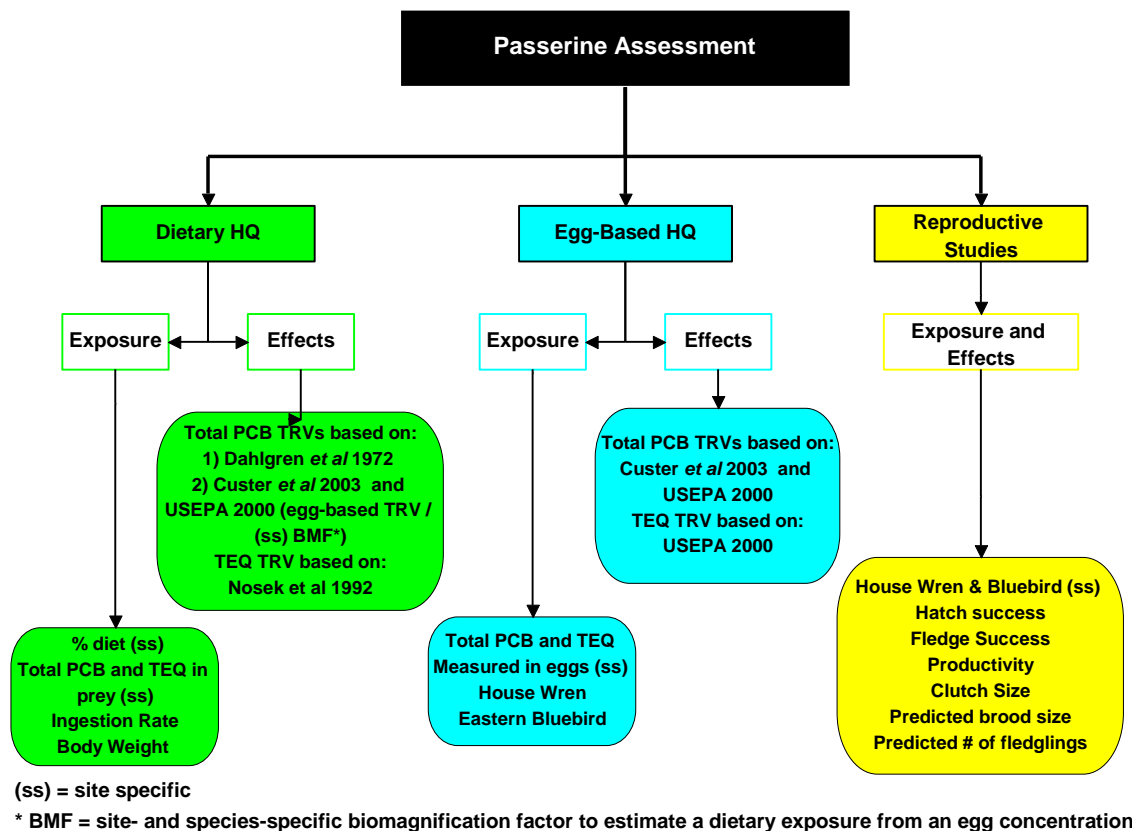 Passerine Assessment
Dietary HQ
Egg-Based HQ
Reproductive
Studies
Exposure
Effects
Exposure
Effects
Exposure and
Effects
Total PCB TRVs based on:
1) Dahlgren et al 1972
2) Custer et al 2003 and
USEPA 2000 (egg-based TRV /
(ss) BMF*)
TEQ TRV based on:
Nosek et al 1992
Total PCB TRVs based on:
Custer et al 2003 and
USEPA 2000
TEQ TRV based on:
USEPA 2000
% diet (ss)
Total PCB and TEQ in
prey (ss)
Ingestion Rate
Body Weight
Total PCB and TEQ
Measured in eggs (ss)
House Wren
Eastern Bluebird
House Wren & Bluebird (ss)
Hatch success
Fledge Success
Productivity
Clutch Size
Predicted brood size
Predicted # of fledglings
(ss) = site specific
* BMF = site- and species-specific biomagnification factor to estimate a dietary exposure from an egg concentration